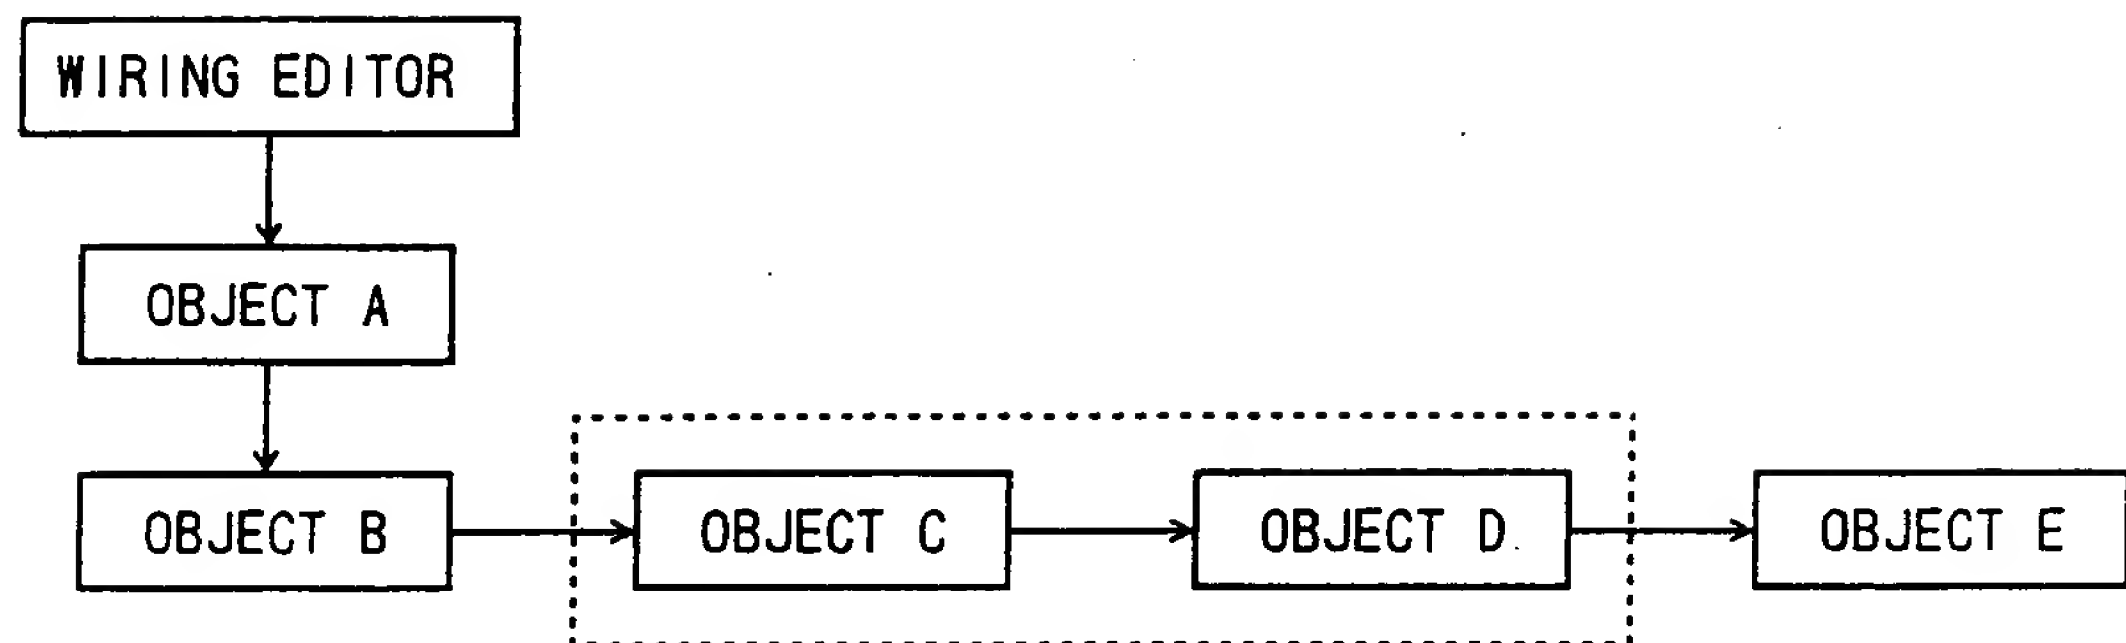 WIRING EDITOR
OBJECT A
OBJECT B
OBJECT C
OBJECT D
OBJECT E